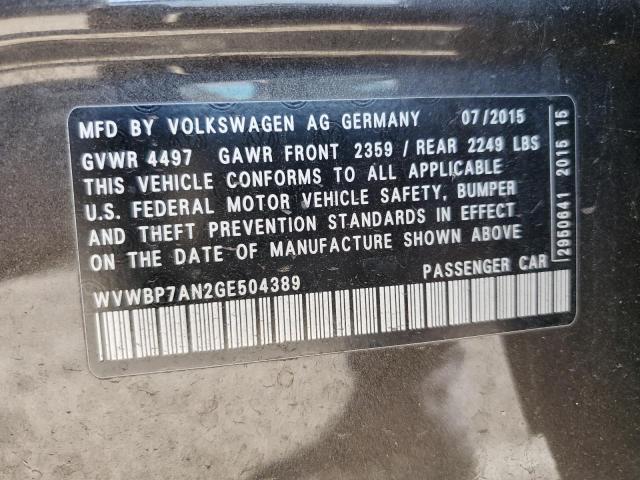 MFD BY VOLKSWAGEN AG GERMANY 07/2015
GVWR 4497 GAWR FRONT 2359 / REAR 2249 LBS
THIS VEHICLE CONFORMS TO ALL APPLICABLE
U.S. FEDERAL MOTOR VEHICLE SAFETY, BUMPER
AND THEFT PREVENTION STANDARDS IN EFFECT
ON THE DATE OF MANUFACTURE SHOWN ABOVE
WVWBP7AN2GE504389 PASSENGER CAR
2950641 2015 15